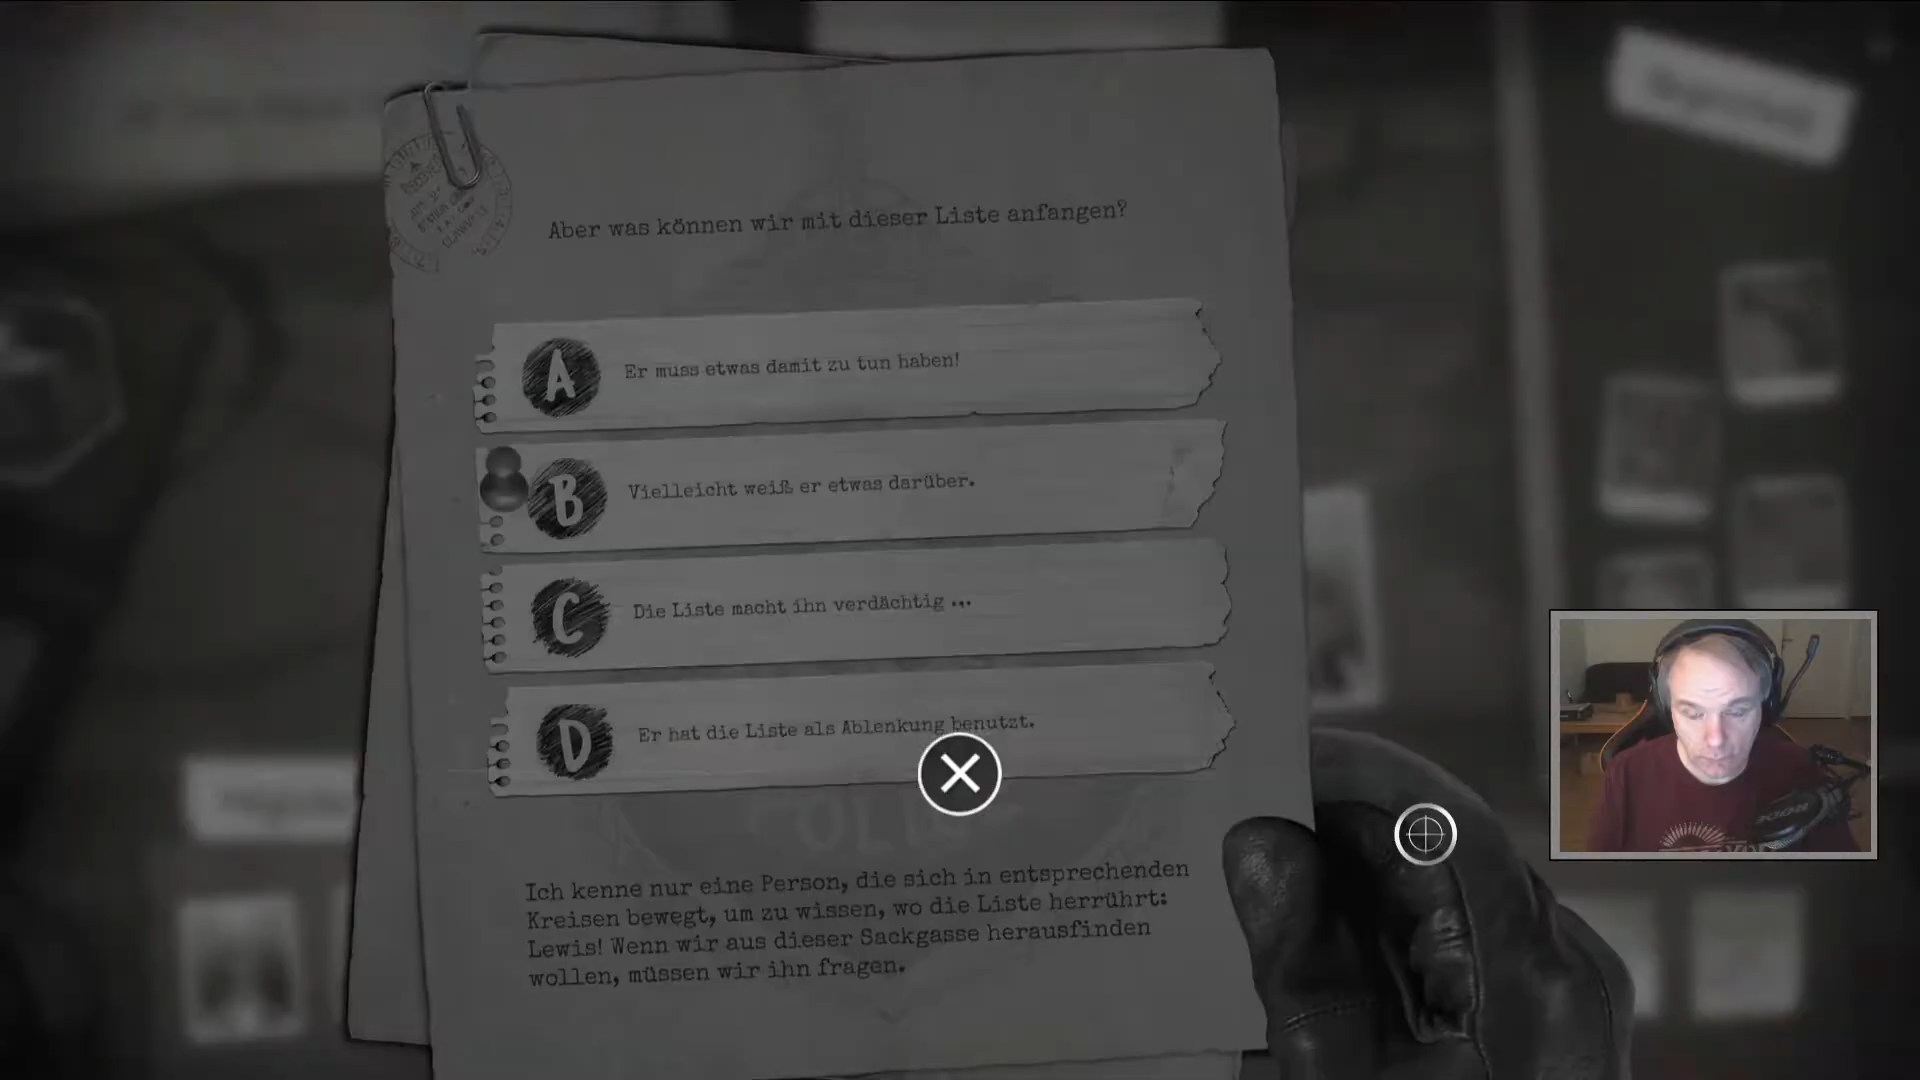 Aber was können wir mit dieser Liste anfangen?
A
Er muss etwas damit zu tun haben!
B
Vielleicht weiß er etwas darüber.
C
Die Liste macht ihn verdächtig ...
D
Er hat die Liste als Ablenkung benutzt.
Ich kenne nur eine Person, die sich in entsprechenden
Kreisen bewegt, um zu wissen, wo die Liste herrührt:
Lewis! Wenn wir aus dieser Sackgasse herausfinden
wollen, müssen wir ihn fragen.